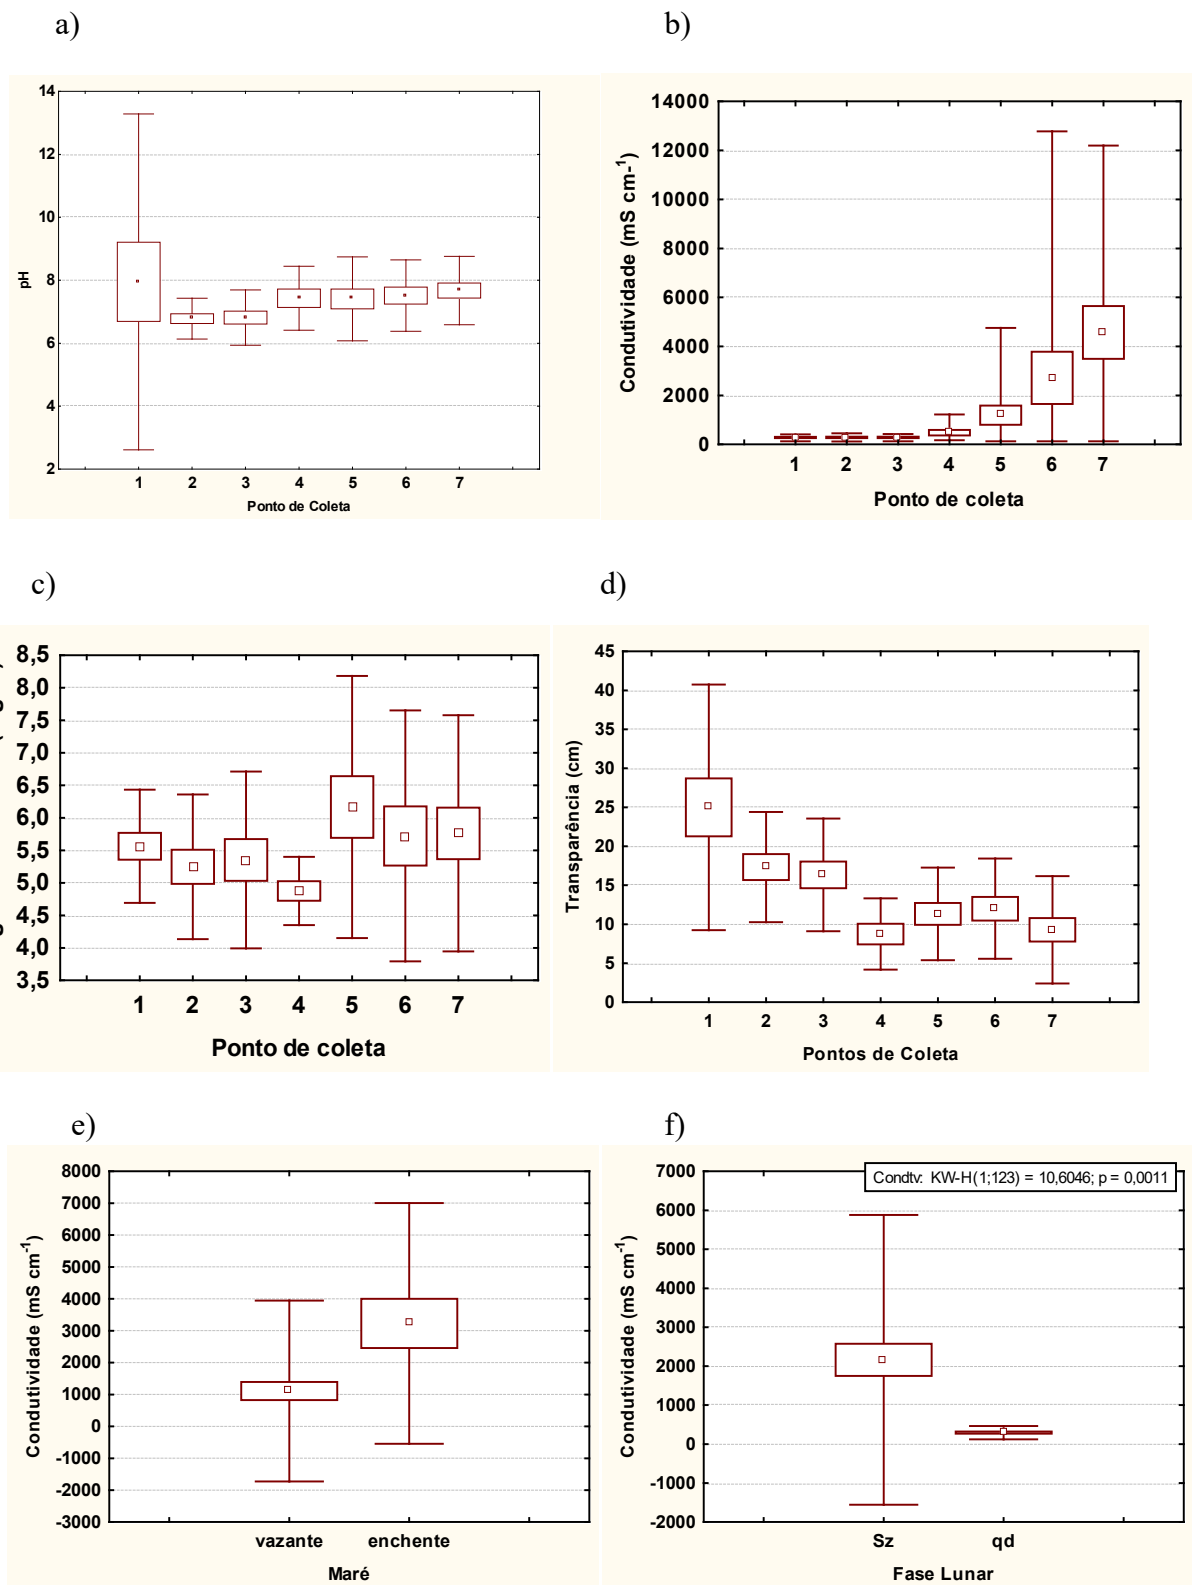 a)
b)
14
12
10
8
6
4
2
pH
1 2 3 4 5 6 7
Ponto de Coleta
14000
12000
10000
8000
6000
4000
2000
0
Condutividade (mS cm-¹)
1 2 3 4 5 6 7
Ponto de coleta
c)
d)
8,5
8,0
7,5
7,0
6,5
6,0
5,5
5,0
4,5
4,0
3,5
1 2 3 4 5 6 7
Ponto de coleta
45
40
35
30
25
20
15
10
5
0
Transparência (cm)
1 2 3 4 5 6 7
Pontos de Coleta
e)
f)
8000
7000
6000
5000
4000
3000
2000
1000
0
-1000
-2000
-3000
Condutividade (mS cm⁻¹)
vazante enchente
Maré
Condtv: KW-H(1;123) = 10,6046; p = 0,0011
7000
6000
5000
4000
3000
2000
1000
0
-1000
-2000
Condutividade (mS cm⁻¹)
Sz qd
Fase Lunar